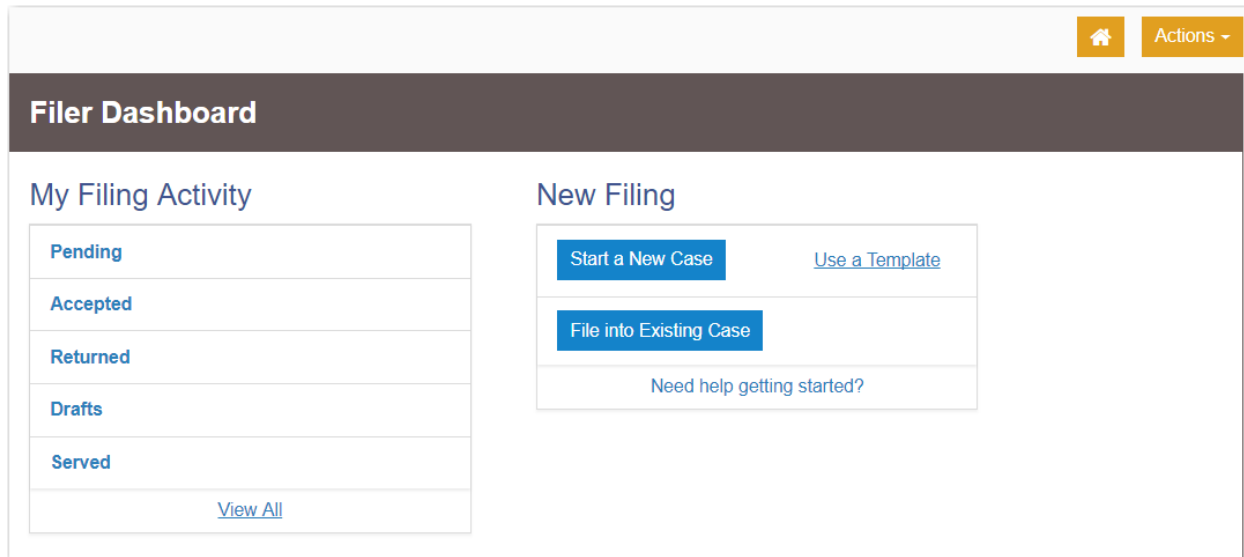 Actions
Filer Dashboard
My Filing Activity
Pending
Accepted
Returned
Drafts
Served
View All
New Filing
Start a New Case
Use a Template
File into Existing Case
Need help getting started?